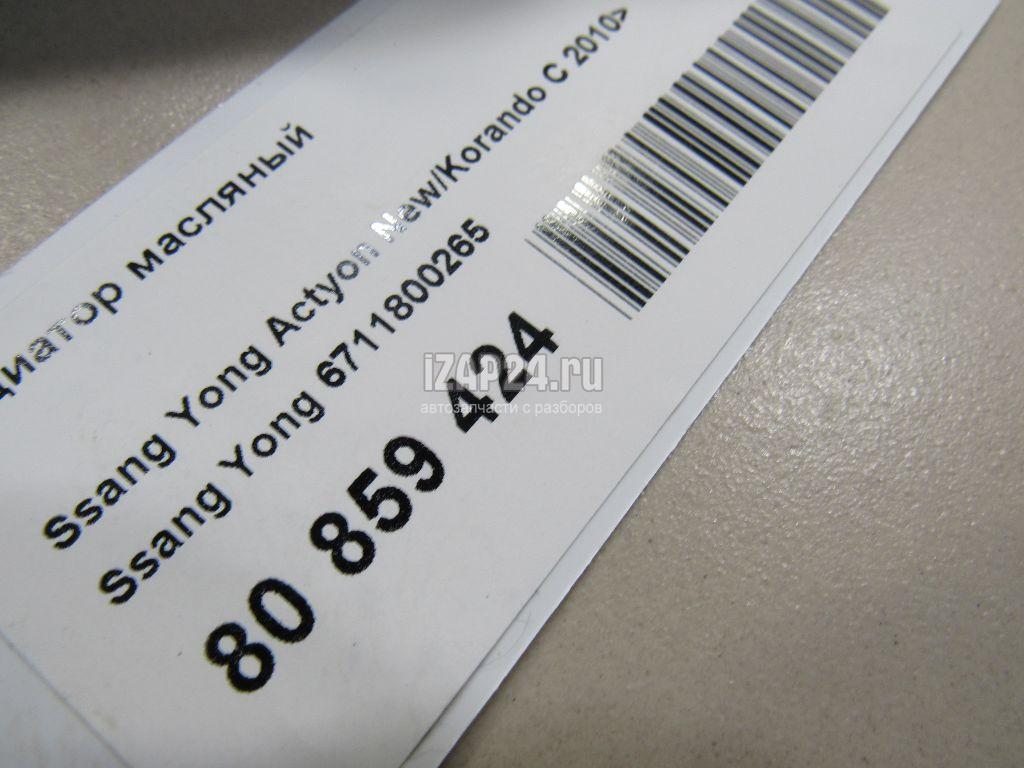 диатор масляный
Ssang Yong Actyon New/Korando C 2010>
Ssang Yong 6711800265
80 859 424
iZAP24.ru
автозапчасти с разборов